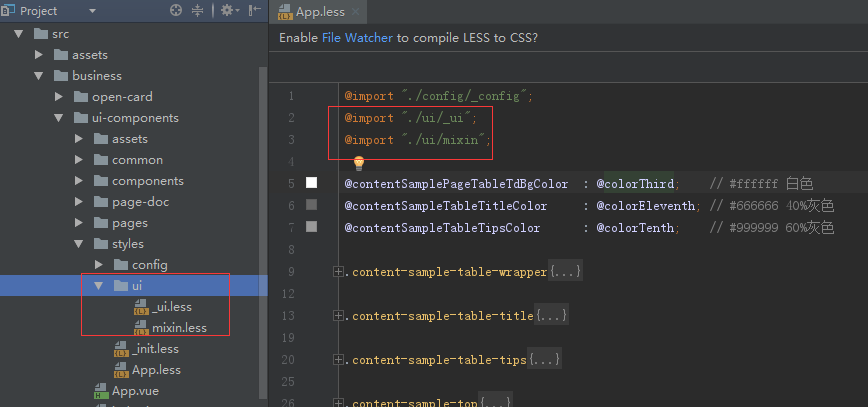 Project
App.less
Enable File Watcher to compile LESS to CSS?
src
assets
business
open-card
ui-components
assets
common
components
page-doc
pages
styles
config
ui
_ui.less
mixin.less
_init.less
App.less
App.vue
1 @import "./config/_config";
2 @import "./ui/_ui";
3 @import "./ui/mixin";
4
5 @contentSamplePageTableTdBgColor : @colorThird; // #ffffff 白色
6 @contentSampleTableTitleColor : @colorEleventh; // #666666 40%灰色
7 @contentSampleTableTipsColor : @colorTenth; // #999999 60%灰色
8
9 .content-sample-table-wrapper{...}
12
13 .content-sample-table-title{...}
19
20 .content-sample-table-tips{...}
25
26 .content-sample-top{...}